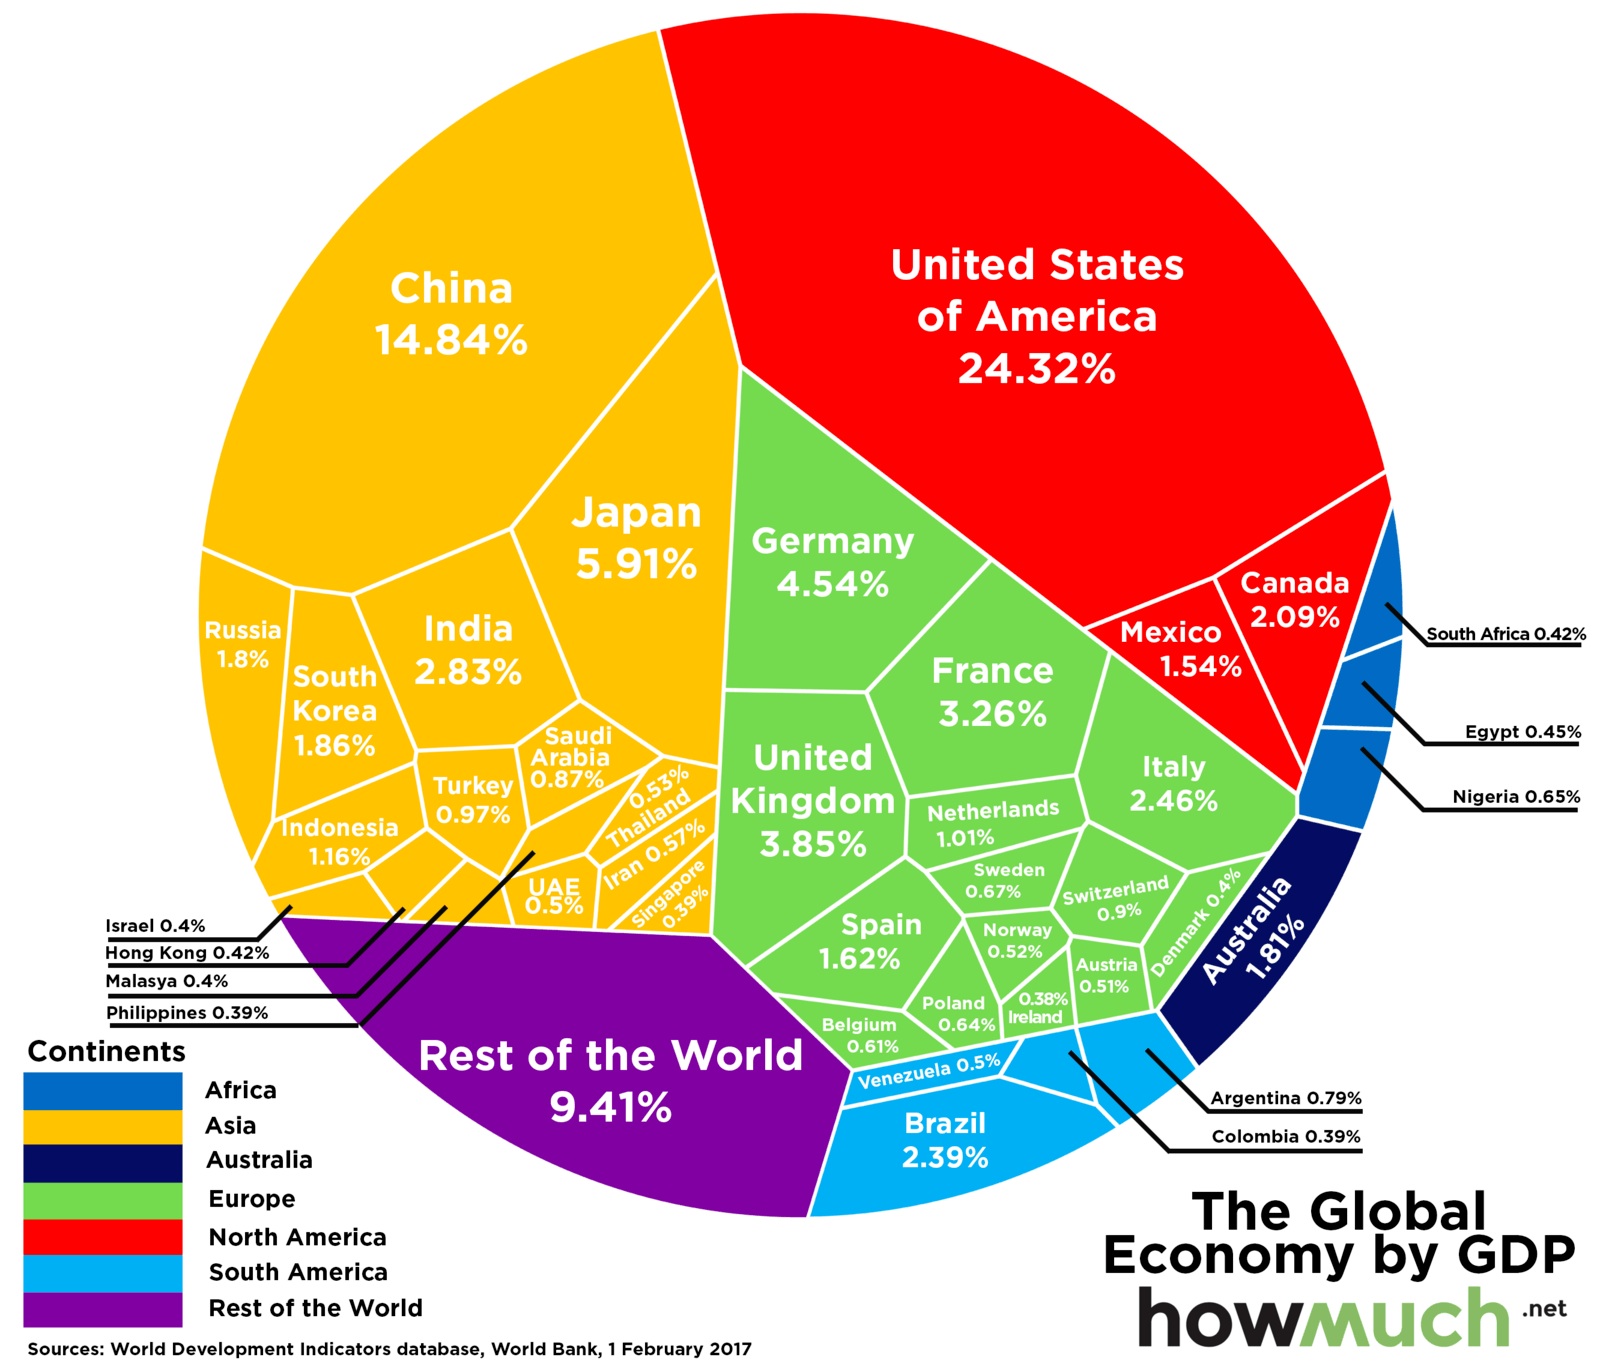 China
14.84%
United States
of America
24.32%
Japan
5.91%
Germany
4.54%
Canada
2.09%
Mexico
1.54%
South Africa 0.42%
Egypt 0.45%
Nigeria 0.65%
Russia
1.8%
South
Korea
1.86%
India
2.83%
France
3.26%
United
Kingdom
3.85%
Italy
2.46%
Saudi
Arabia
0.87%
Turkey
0.97%
0.53%
Thailand
Iran 0.57%
Singapore
0.39%
UAE
0.5%
Indonesia
1.16%
Netherlands
1.01%
Sweden
0.67%
Switzerland
0.9%
Denmark 0.4%
Australia
1.81%
Spain
1.62%
Norway
0.52%
Austria
0.51%
Poland
0.64%
0.38%
Ireland
Belgium
0.61%
Israel 0.4%
Hong Kong 0.42%
Malasya 0.4%
Philippines 0.39%
Rest of the World
9.41%
Venezuela 0.5%
Brazil
2.39%
Argentina 0.79%
Colombia 0.39%
Continents
Africa
Asia
Australia
Europe
North America
South America
Rest of the World
The Global
Economy by GDP
howmuch.net
Sources: World Development Indicators database, World Bank, 1 February 2017